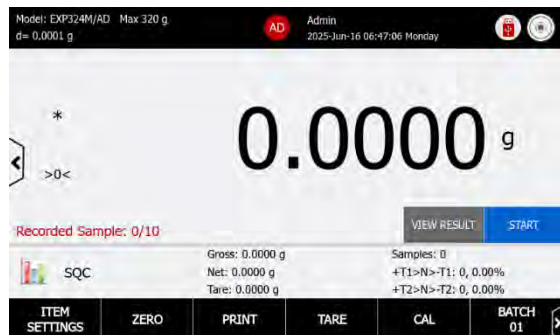 Model: EXP324M/AD Max 320 g
d= 0.0001 g
AD
Admin
2025-Jun-16 06:47:06 Monday
*
>0<
0.0000 g
Recorded Sample: 0/10
VIEW RESULT
START
SQC
Gross: 0.0000 g
Net: 0.0000 g
Tare: 0.0000 g
Samples: 0
+T1>N>-T1: 0, 0.00%
+T2>N>-T2: 0, 0.00%
ITEM
SETTINGS
ZERO
PRINT
TARE
CAL
BATCH
01